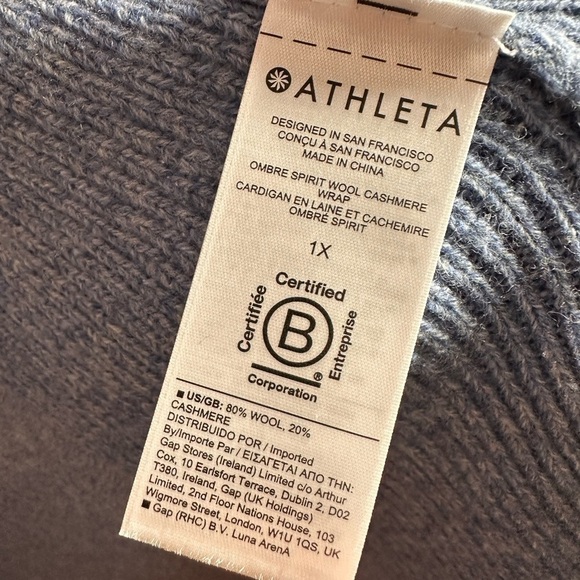 ATHLETA
DESIGNED IN SAN FRANCISCO
CONÇU À SAN FRANCISCO
MADE IN CHINA
OMBRE SPIRIT WOOL CASHMERE
WRAP
CARDIGAN EN LAINE ET CACHEMIRE
OMBRÉ SPIRIT
1X
Certified
Certifiée
B
Entreprise
®
Corporation
■ US/GB: 80% WOOL, 20%
CASHMERE
DISTRIBUIDO POR / Imported
By/Importe Par / ΕΙΣΑΓΕΤΑΙ ΑΠΟ ΤΗΝ:
Gap Stores (Ireland) Limited c/o Arthur
Cox, 10 Earlsfort Terrace, Dublin 2, D02
T380, Ireland, Gap (UK Holdings)
Limited, 2nd Floor Nations House, 103
Wigmore Street, London, W1U 1QS, UK
■ Gap (RHC) B.V. Luna ArenA